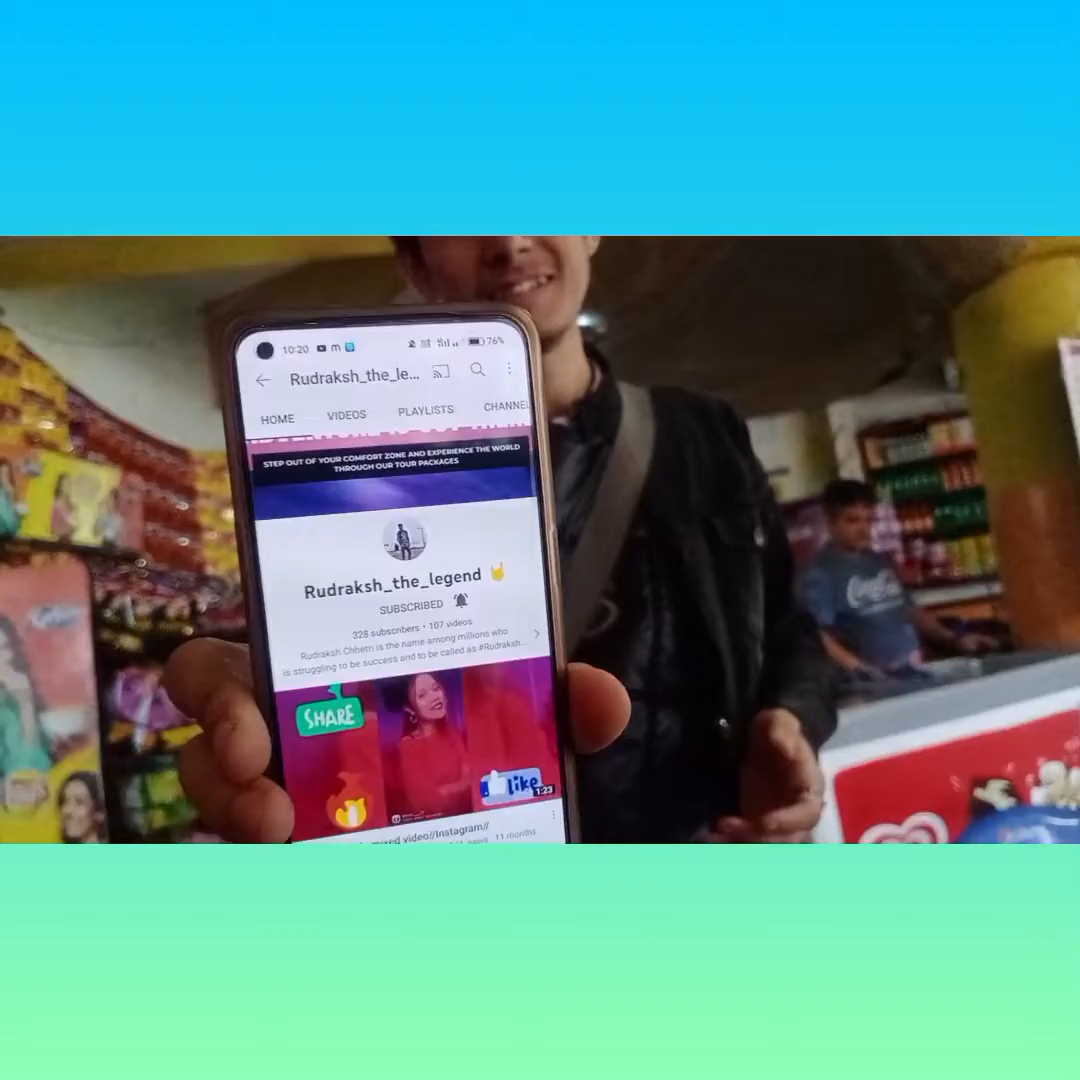 10:20
m
76%
Rudraksh_the_le...
HOME VIDEOS PLAYLISTS CHANNEL
STEP OUT OF YOUR COMFORT ZONE AND EXPERIENCE THE WORLD
THROUGH OUR TOUR PACKAGES
Rudraksh_the_legend 🤘
SUBSCRIBED
328 subscribers • 107 videos
Rudraksh Chhetri is the name among millions who
is struggling to be success and to be called as #Rudraksh...
SHARE
like
1:23
mixed video//Instagram//
11 months
Coca-Cola